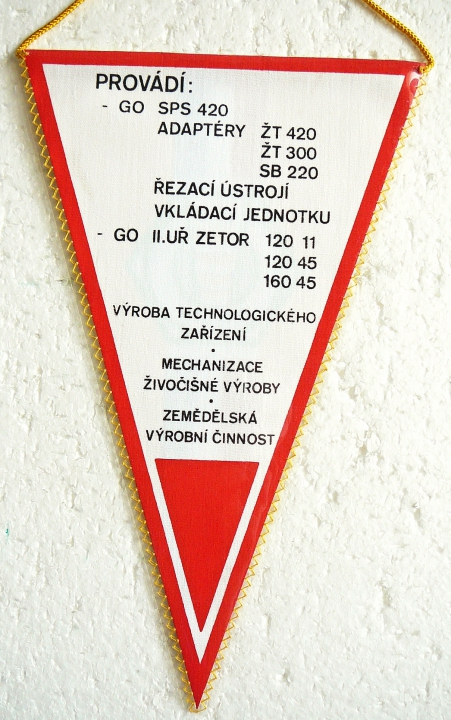 PROVÁDÍ:
- GO SPS 420
ADAPTÉRY ŽT 420
ŽT 300
SB 220
ŘEZACÍ ÚSTROJÍ
VKLÁDACÍ JEDNOTKU
- GO II.UŘ ZETOR 120 11
120 45
160 45
VÝROBA TECHNOLOGICKÉHO
ZAŘÍZENÍ
•
MECHANIZACE
ŽIVOČIŠNÉ VÝROBY
•
ZEMĚDĚLSKÁ
VÝROBNÍ ČINNOST